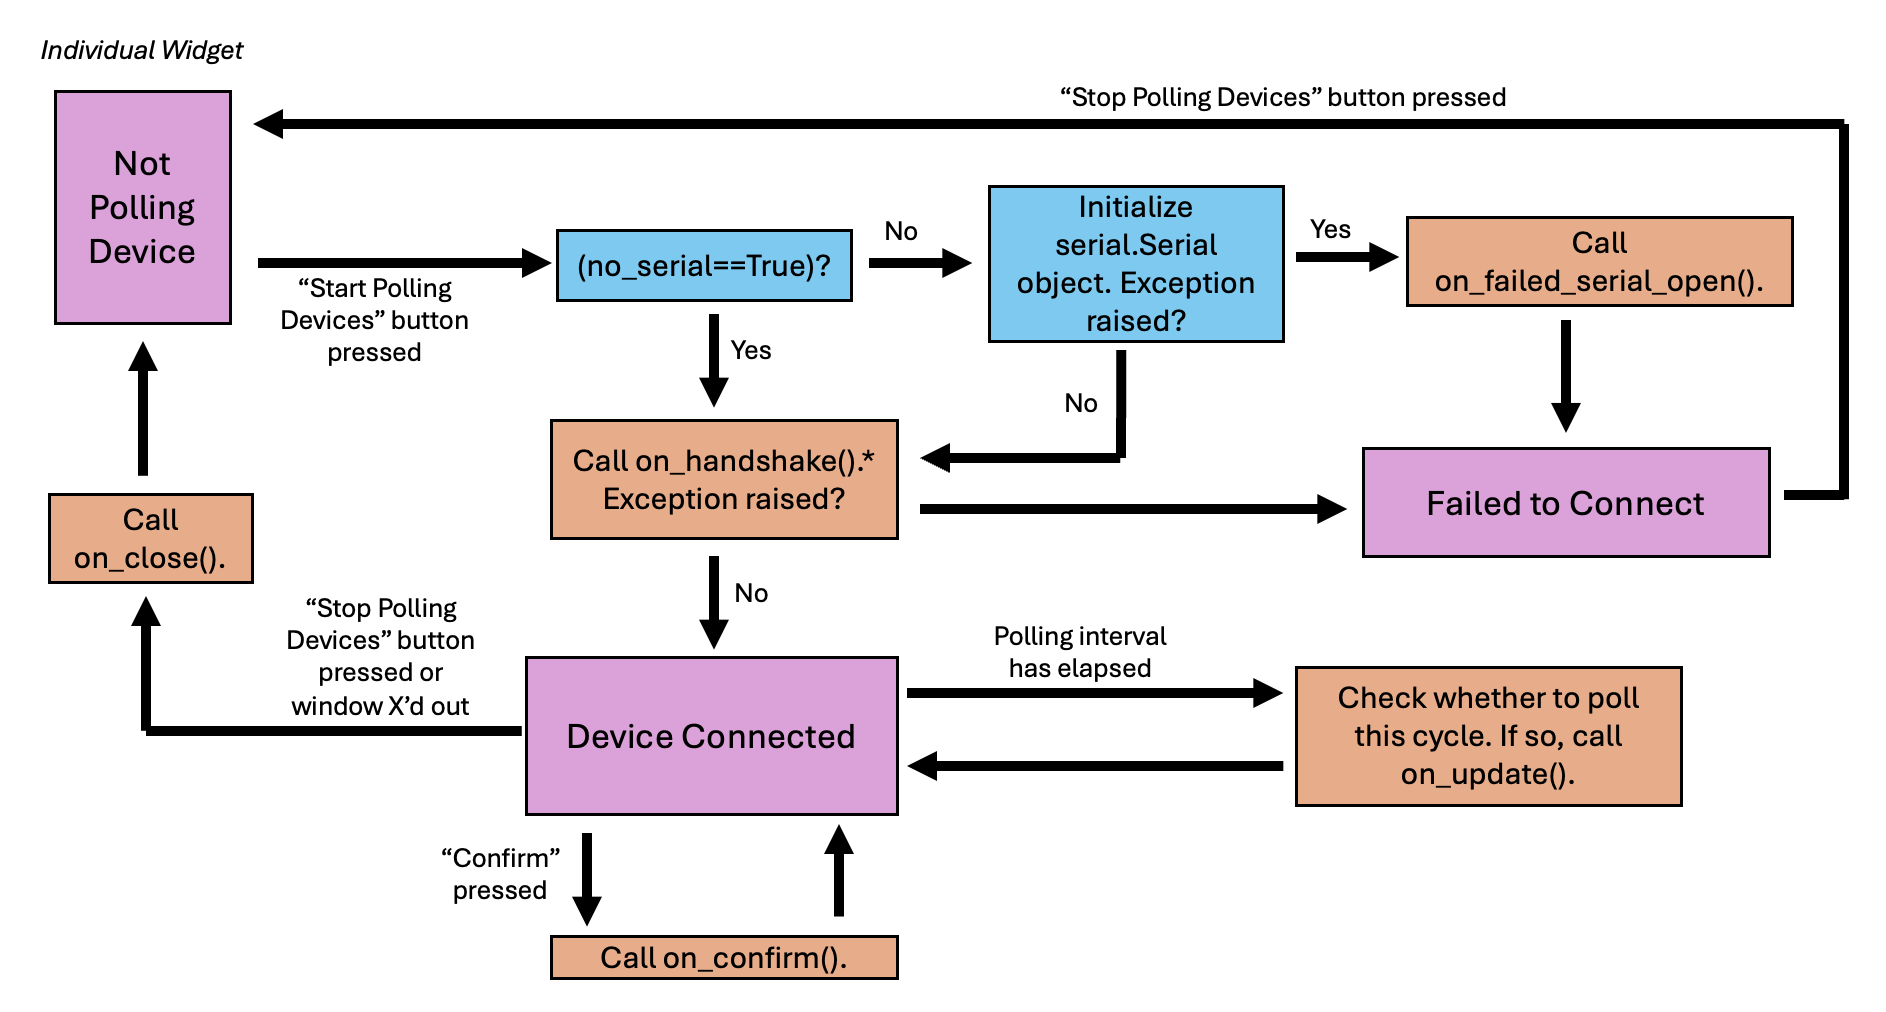 Individual Widget
“Stop Polling Devices” button pressed
Not
Polling
Device
“Start Polling
Devices” button
pressed
(no_serial==True)?
No
Initialize
serial.Serial
object. Exception
raised?
Yes
Call
on_failed_serial_open().
Yes
No
Call on_handshake().*
Exception raised?
Failed to Connect
Call
on_close().
No
“Stop Polling
Devices” button
pressed or
window X’d out
Device Connected
Polling interval
has elapsed
Check whether to poll
this cycle. If so, call
on_update().
“Confirm”
pressed
Call on_confirm().